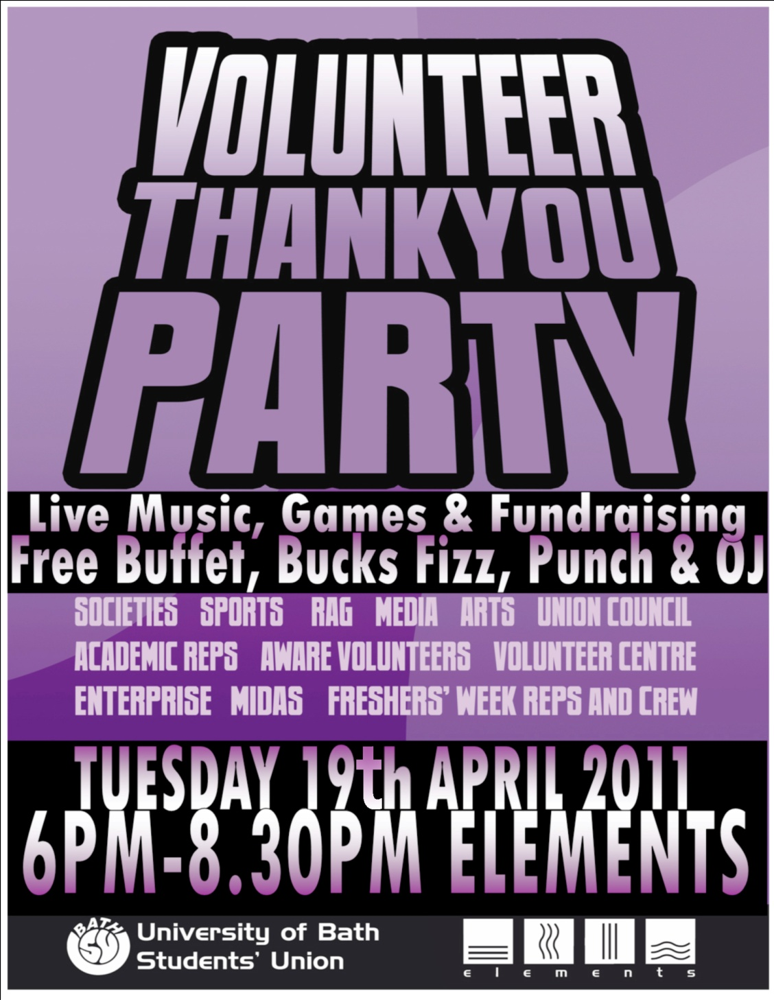 VOLUNTEER
THANKYOU
PARTY
Live Music, Games & Fundraising
Free Buffet, Bucks Fizz, Punch & OJ
SOCIETIES SPORTS RAG MEDIA ARTS UNION COUNCIL
ACADEMIC REPS AWARE VOLUNTEERS VOLUNTEER CENTRE
ENTERPRISE MIDAS FRESHERS' WEEK REPS AND CREW
TUESDAY 19th APRIL 2011
6PM-8.30PM ELEMENTS
BATH SU
University of Bath
Students' Union
elements